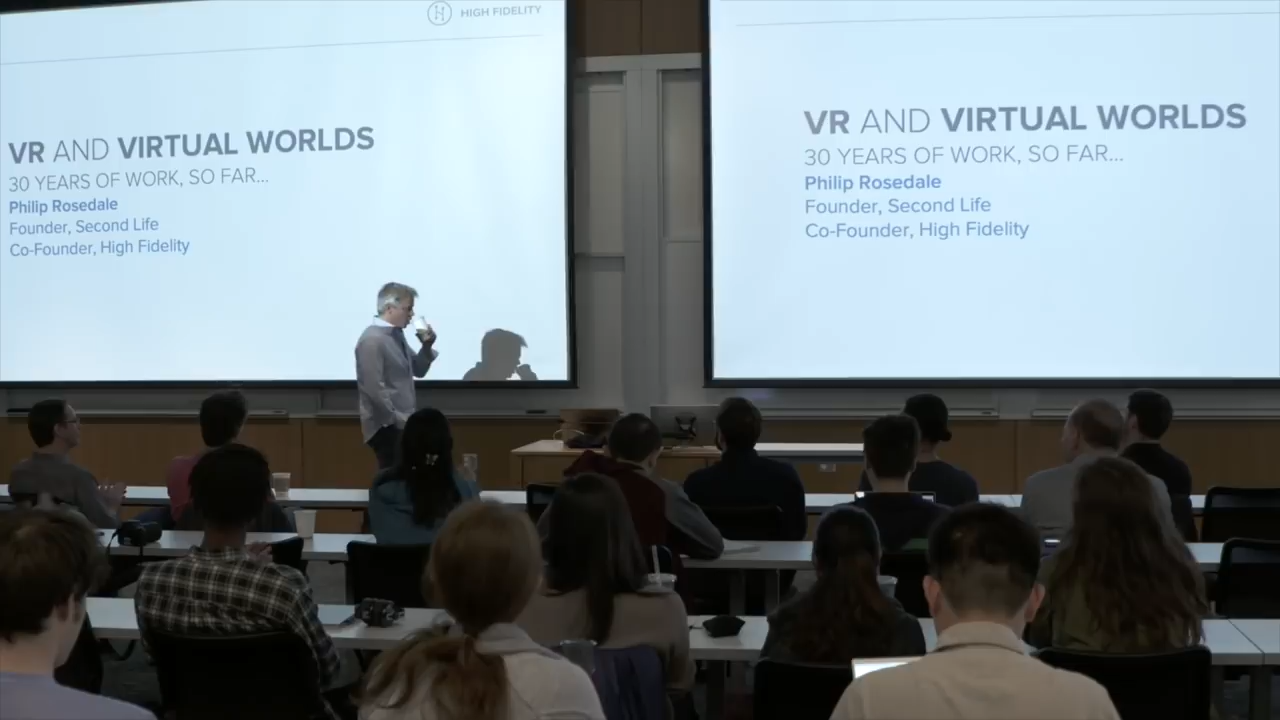 HIGH FIDELITY
VR AND VIRTUAL WORLDS
30 YEARS OF WORK, SO FAR...
Philip Rosedale
Founder, Second Life
Co-Founder, High Fidelity
VR AND VIRTUAL WORLDS
30 YEARS OF WORK, SO FAR...
Philip Rosedale
Founder, Second Life
Co-Founder, High Fidelity